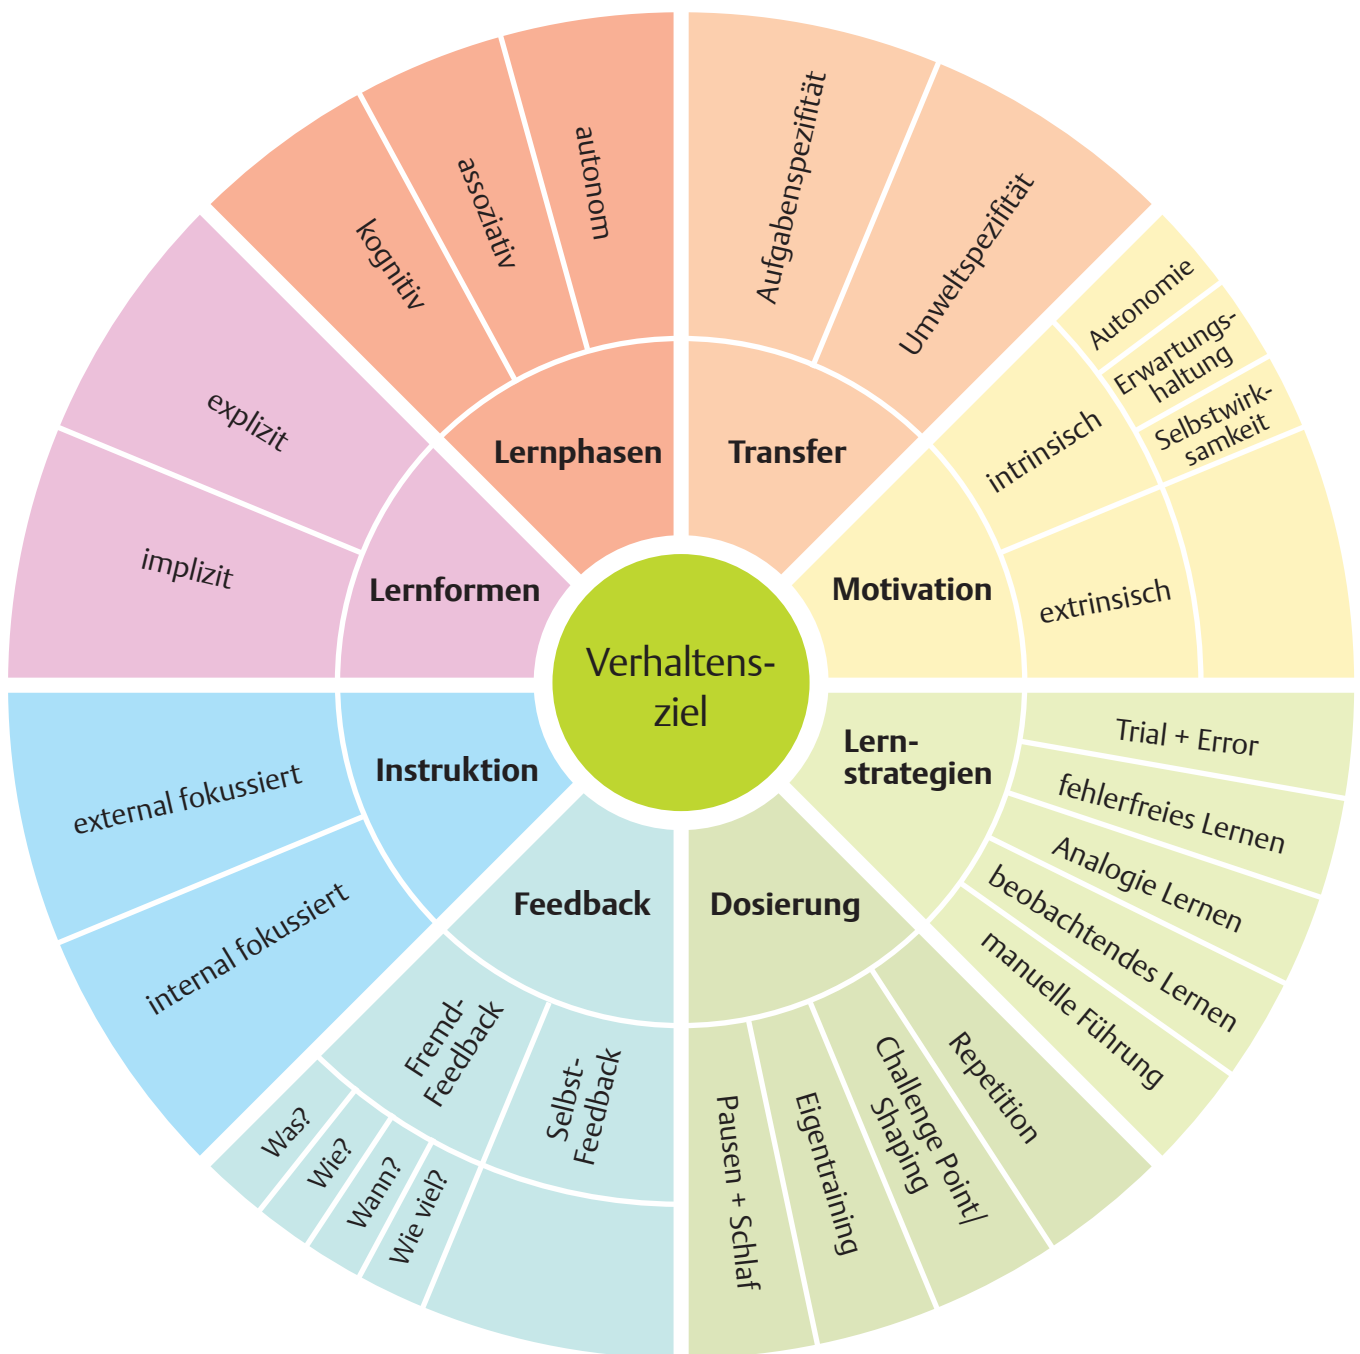 Verhaltens-
ziel
Transfer
Aufgabenspezifität
Umweltspezifität
Motivation
intrinsisch
Autonomie
Erwartungs-
haltung
Selbstwirk-
samkeit
extrinsisch
Lern-
strategien
Trial + Error
fehlerfreies Lernen
Analogie Lernen
beobachtendes Lernen
manuelle Führung
Dosierung
Repetition
Challenge Point/
Shaping
Eigentraining
Pausen + Schlaf
Feedback
Selbst-
Feedback
Fremd-
Feedback
Wie viel?
Wann?
Wie?
Was?
Instruktion
internal fokussiert
external fokussiert
Lernformen
implizit
explizit
Lernphasen
kognitiv
assoziativ
autonom